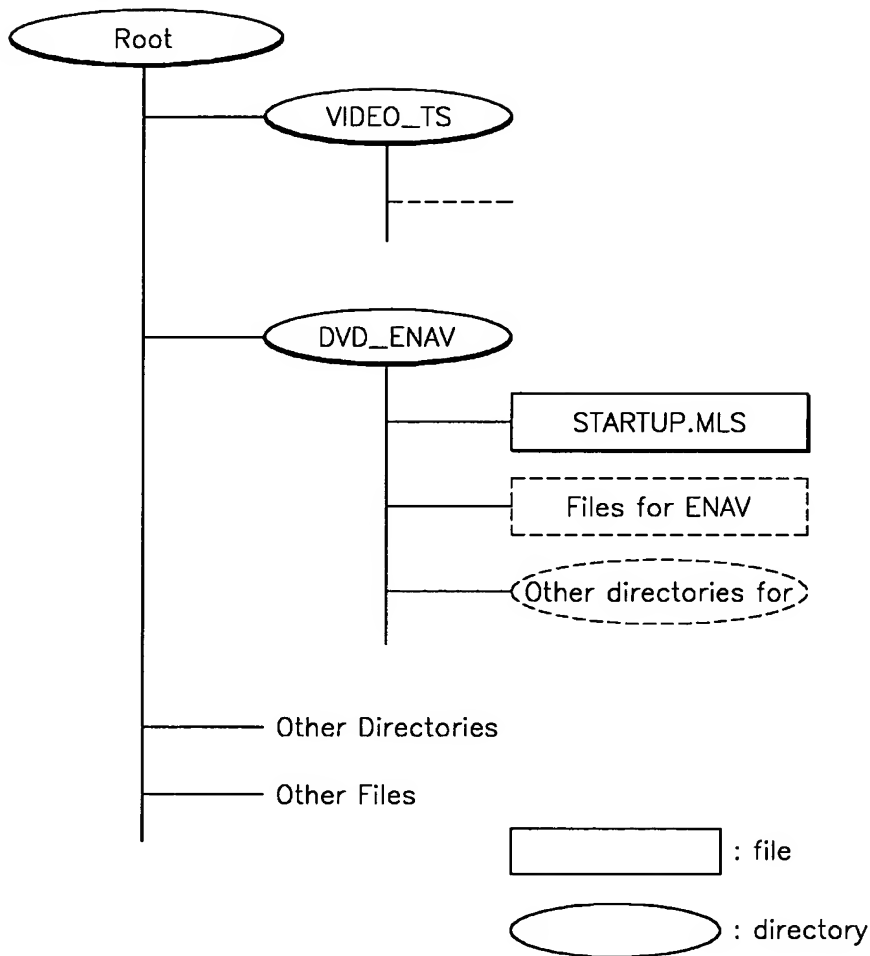 Root
VIDEO_TS
DVD_ENAV
STARTUP.MLS
Files for ENAV
Other directories for
Other Directories
Other Files
: file
: directory